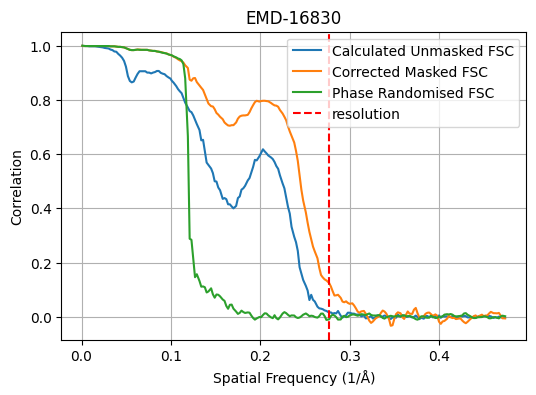 EMD-16830
Calculated Unmasked FSC
Corrected Masked FSC
Phase Randomised FSC
resolution
Correlation
1.0
0.8
0.6
0.4
0.2
0.0
0.0 0.1 0.2 0.3 0.4
Spatial Frequency (1/Å)